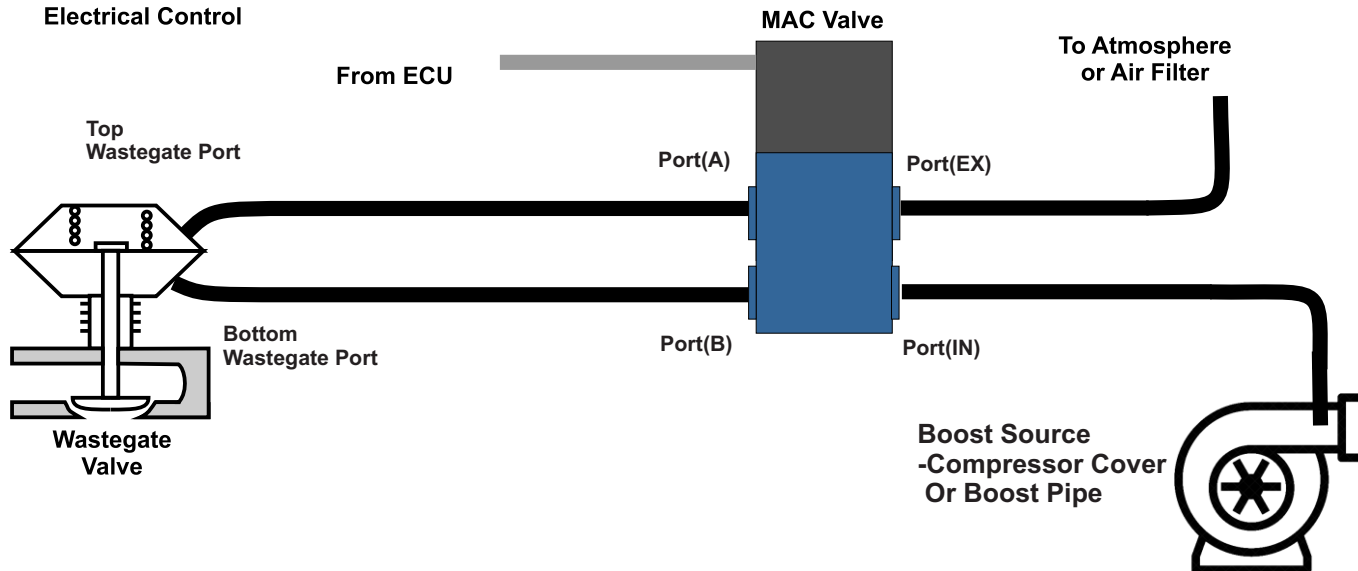 Electrical Control
MAC Valve
From ECU
To Atmosphere
or Air Filter
Top
Wastegate Port
Port(A)
Port(EX)
Bottom
Wastegate Port
Port(B)
Port(IN)
Wastegate
Valve
Boost Source
-Compressor Cover
Or Boost Pipe